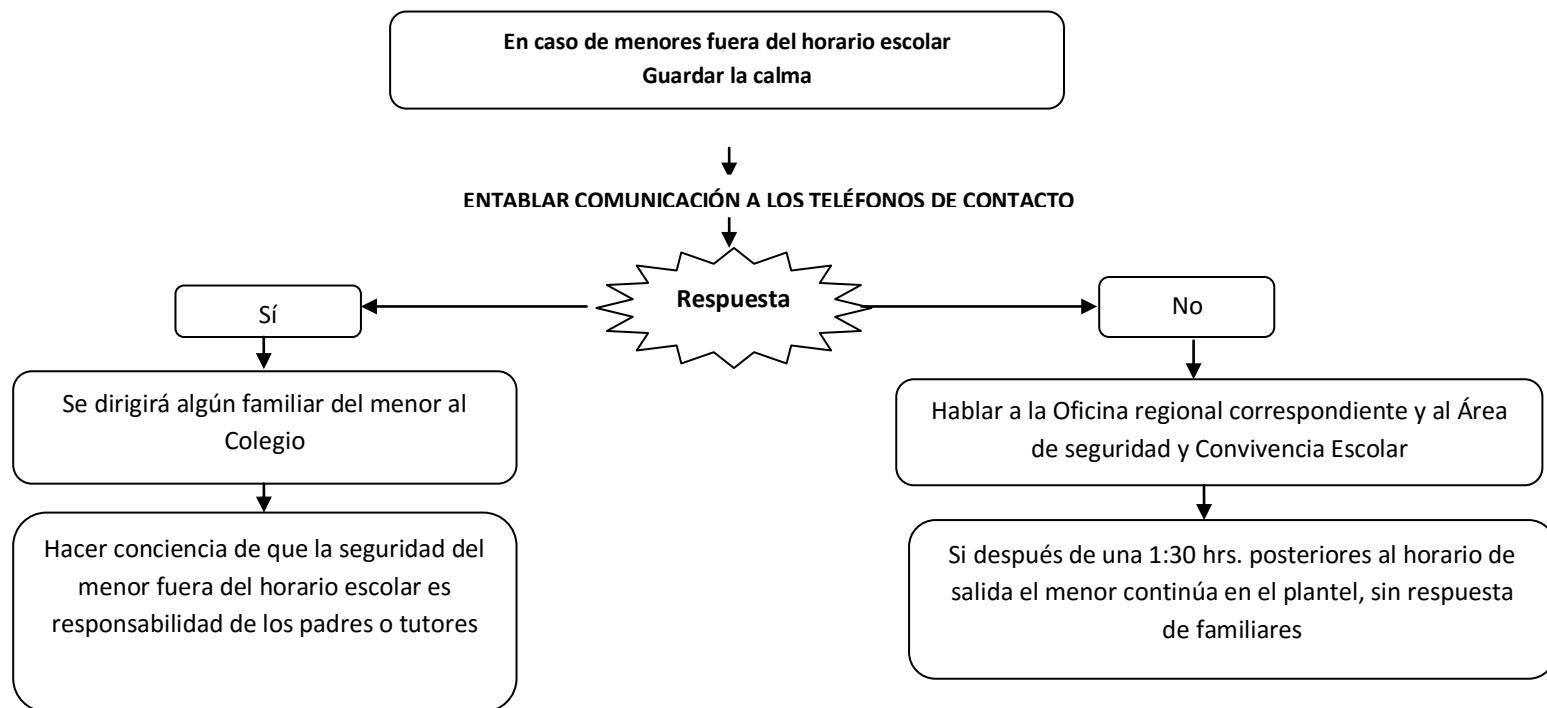 En caso de menores fuera del horario escolar
Guardar la calma
ENTABLAR COMUNICACIÓN A LOS TELÉFONOS DE CONTACTO
Respuesta
Sí
No
Se dirigirá algún familiar del menor al
Colegio
Hablar a la Oficina regional correspondiente y al Área
de seguridad y Convivencia Escolar
Hacer conciencia de que la seguridad del
menor fuera del horario escolar es
responsabilidad de los padres o tutores
Si después de una 1:30 hrs. posteriores al horario de
salida el menor continúa en el plantel, sin respuesta
de familiares